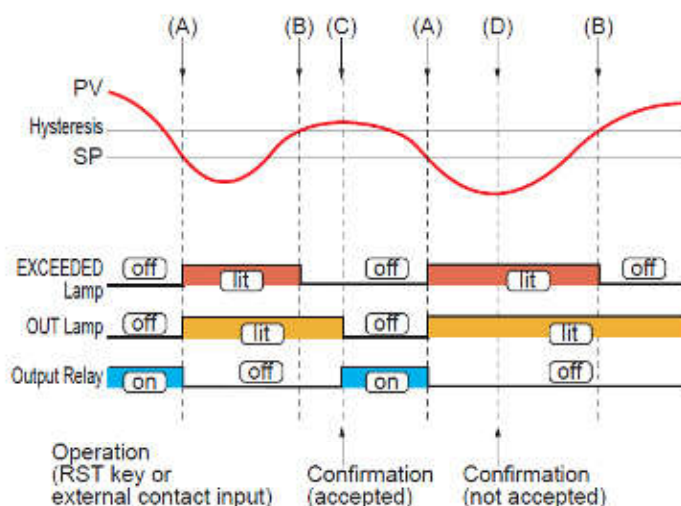 (A) (B) (C) (A) (D) (B)
PV
Hysteresis
SP
EXCEEDED off lit off lit off
Lamp
OUT Lamp off lit off lit
Output Relay on off on off
Operation
(RST key or
external contact input)
Confirmation
(accepted)
Confirmation
(not accepted)